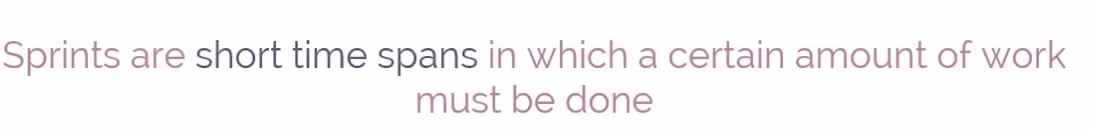 Sprints are short time spans in which a certain amount of work
must be done